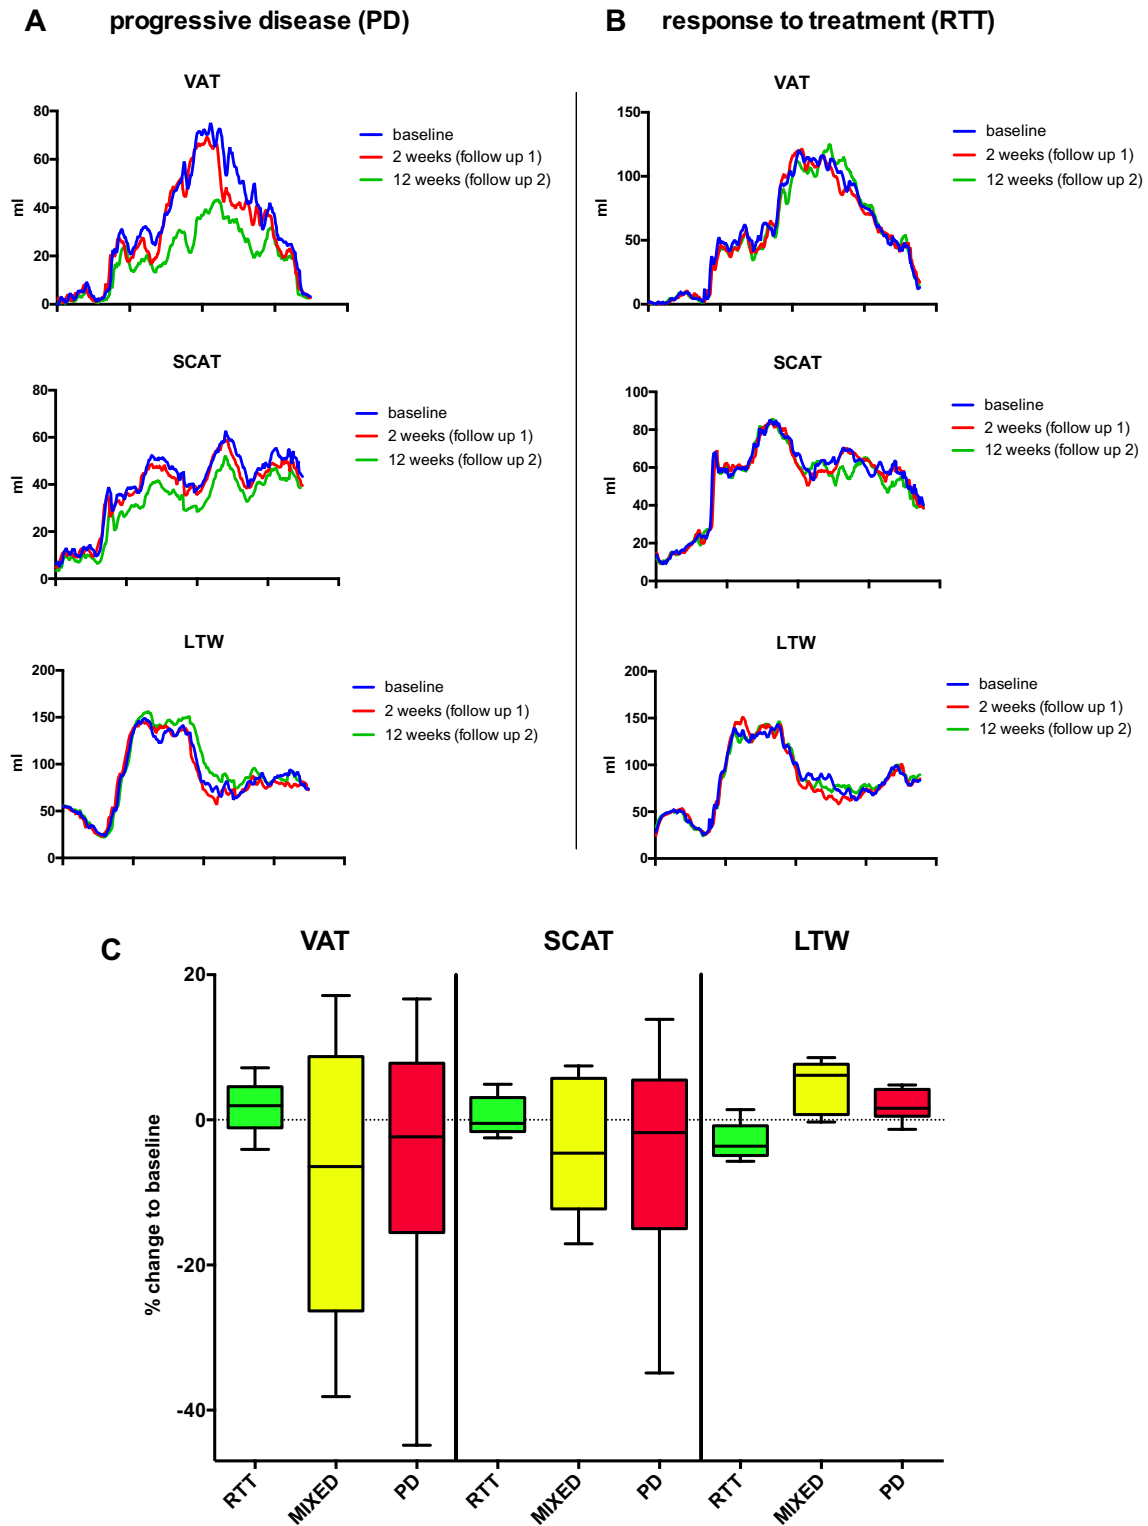 A progressive disease (PD)
B response to treatment (RTT)
VAT
80
60
40
20
0
ml
baseline
2 weeks (follow up 1)
12 weeks (follow up 2)
VAT
150
100
50
0
ml
baseline
2 weeks (follow up 1)
12 weeks (follow up 2)
SCAT
80
60
40
20
0
ml
baseline
2 weeks (follow up 1)
12 weeks (follow up 2)
SCAT
100
80
60
40
20
0
ml
baseline
2 weeks (follow up 1)
12 weeks (follow up 2)
LTW
200
150
100
50
0
ml
baseline
2 weeks (follow up 1)
12 weeks (follow up 2)
LTW
200
150
100
50
0
ml
baseline
2 weeks (follow up 1)
12 weeks (follow up 2)
C
VAT SCAT LTW
20
0
-20
-40
% change to baseline
RTT MIXED PD RTT MIXED PD RTT MIXED PD